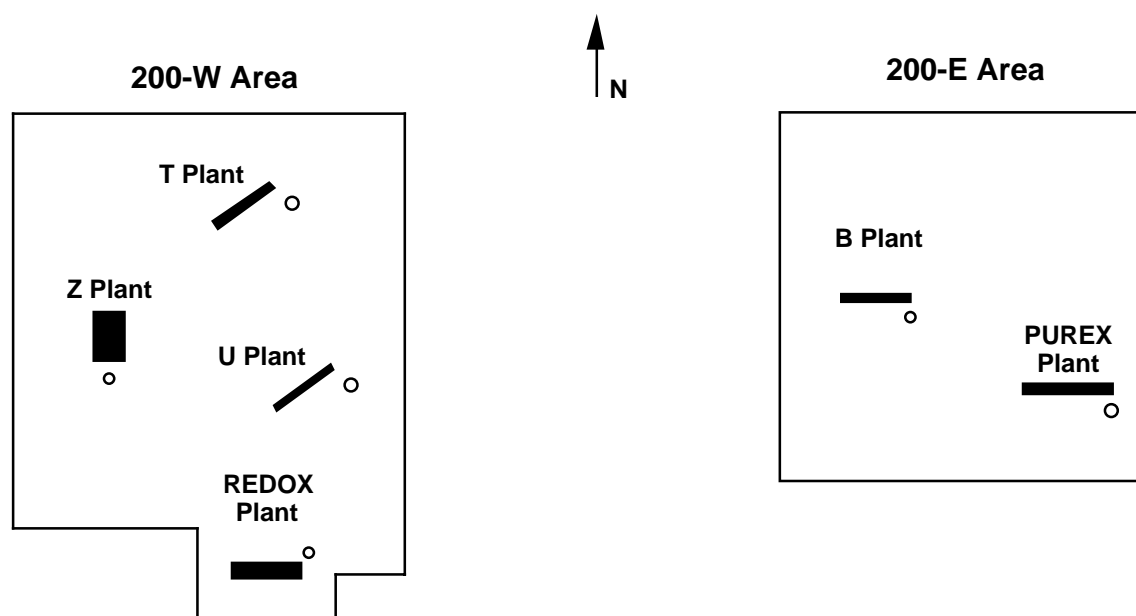 200-W Area
200-E Area
N
T Plant
B Plant
Z Plant
U Plant
PUREX
Plant
REDOX
Plant